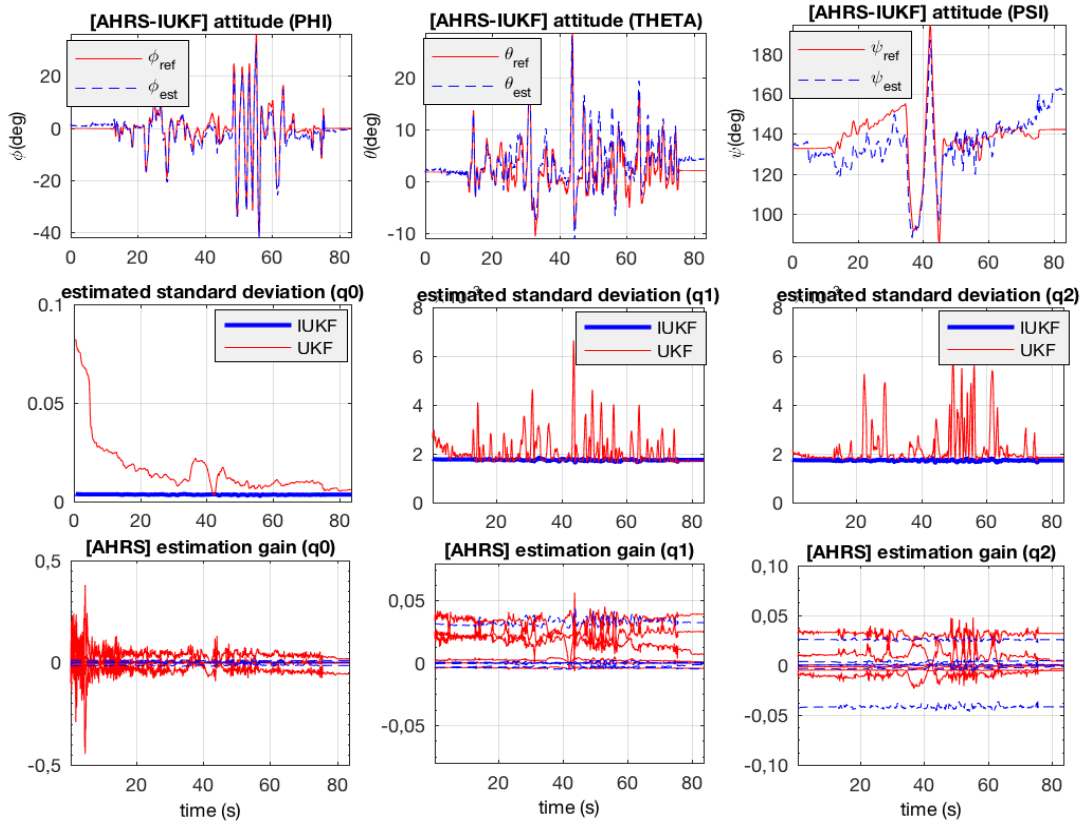 [AHRS-IUKF] attitude (PHI)
ϕref
ϕest
ϕ(deg)
0
-20
-40
0 20 40 60 80
[AHRS-IUKF] attitude (THETA)
θref
θest
θ(deg)
20
10
0
-10
0 20 40 60 80
[AHRS-IUKF] attitude (PSI)
ψref
ψest
ψ(deg)
180
160
140
120
100
0 20 40 60 80
estimated standard deviation (q0)
IUKF
UKF
0.1
0.05
0
0 20 40 60 80
estimated standard deviation (q1)
IUKF
UKF
8
6
4
2
0
20 40 60 80
estimated standard deviation (q2)
IUKF
UKF
8
6
4
2
0
20 40 60 80
[AHRS] estimation gain (q0)
0,5
0
-0,5
20 40 60 80
time (s)
[AHRS] estimation gain (q1)
0,05
0
-0,05
20 40 60 80
time (s)
[AHRS] estimation gain (q2)
0,10
0,05
0
-0,05
-0,10
20 40 60 80
time (s)